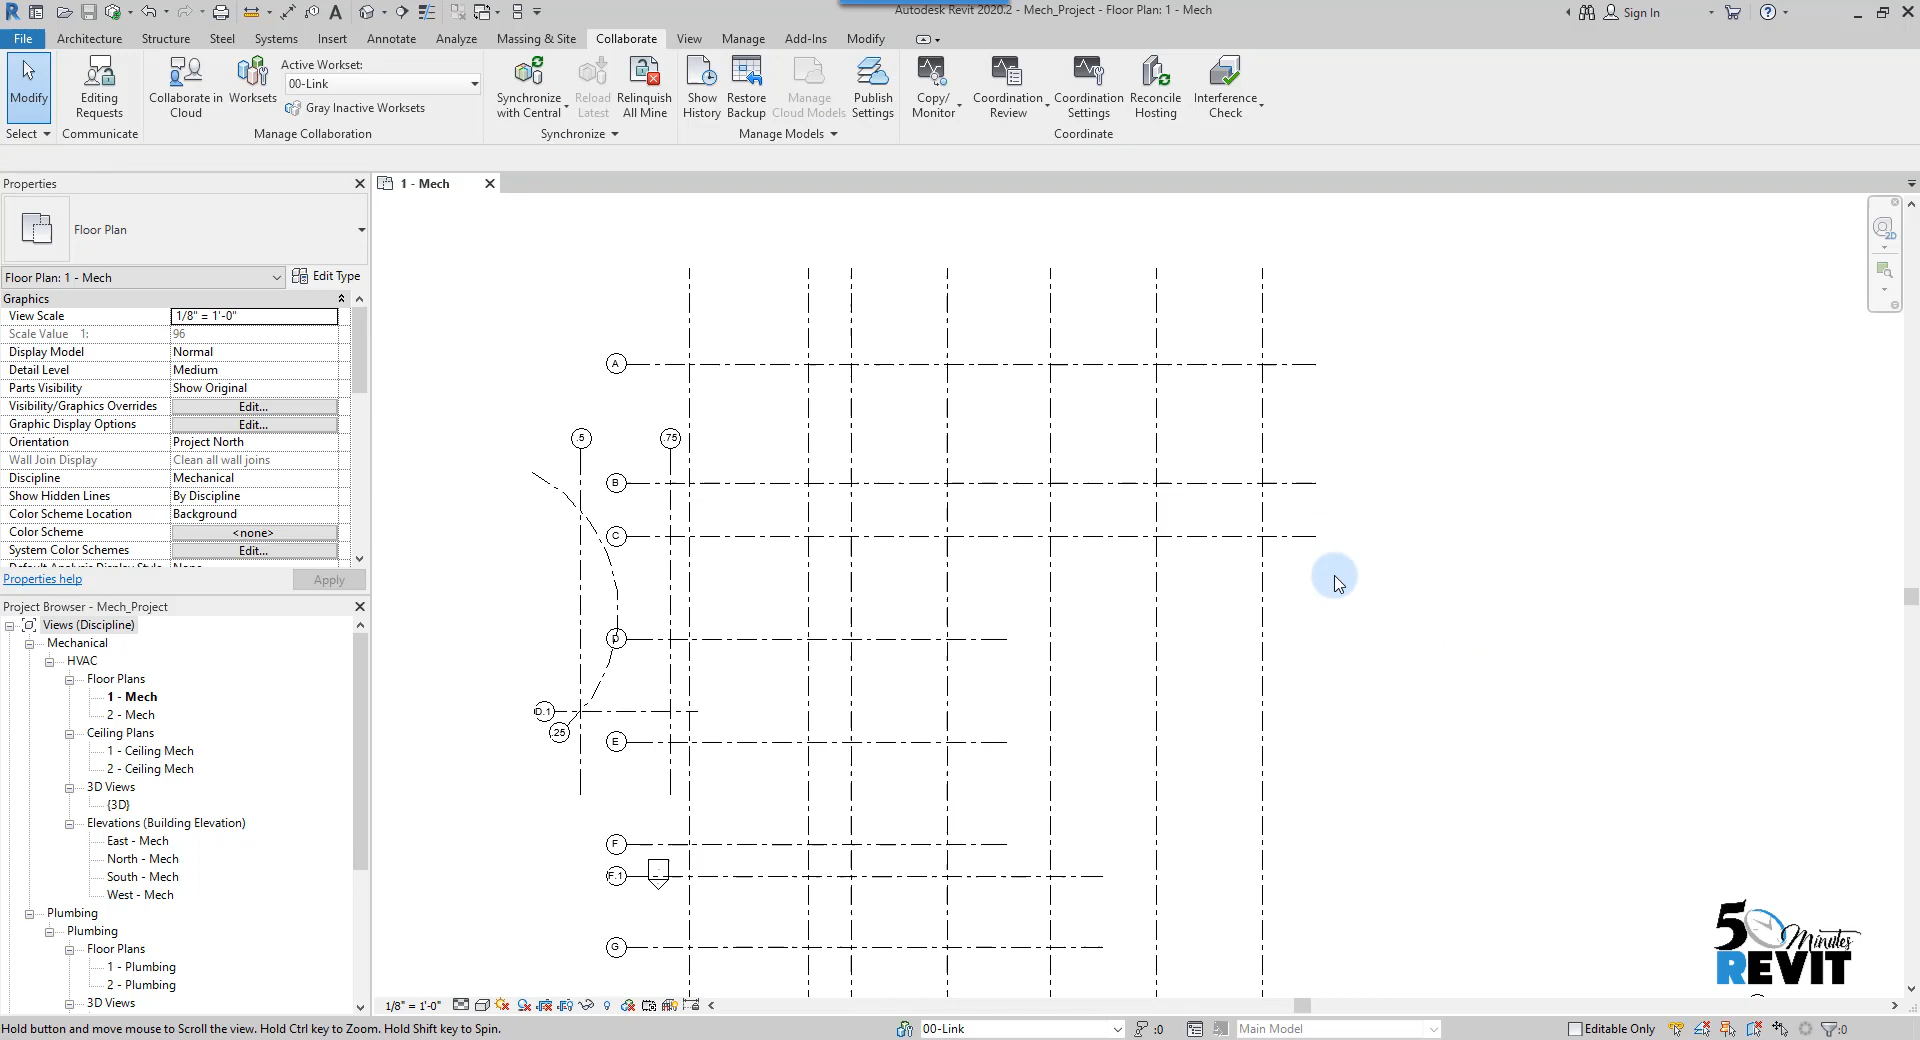 Autodesk Revit 2020.2 - Mech_Project - Floor Plan: 1 - Mech
Sign In
File Architecture Structure Steel Systems Insert Annotate Analyze Massing & Site Collaborate View Manage Add-Ins Modify
Modify
Select
Editing Requests
Communicate
Collaborate in Cloud
Worksets
Active Workset:
00-Link
Gray Inactive Worksets
Manage Collaboration
Synchronize with Central
Reload Latest
Relinquish All Mine
Synchronize
Show History
Restore Backup
Manage Cloud Models
Publish Settings
Manage Models
Copy/ Monitor
Coordination Review
Coordination Settings
Reconcile Hosting
Interference Check
Coordinate
Properties
Floor Plan
Floor Plan: 1 - Mech
Edit Type
Graphics
View Scale 1/8" = 1'-0"
Scale Value 1: 96
Display Model Normal
Detail Level Medium
Parts Visibility Show Original
Visibility/Graphics Overrides Edit...
Graphic Display Options Edit...
Orientation Project North
Wall Join Display Clean all wall joins
Discipline Mechanical
Show Hidden Lines By Discipline
Color Scheme Location Background
Color Scheme <none>
System Color Schemes Edit...
Default Analysis Display Style None
Properties help
Apply
Project Browser - Mech_Project
Views (Discipline)
Mechanical
HVAC
Floor Plans
1 - Mech
2 - Mech
Ceiling Plans
1 - Ceiling Mech
2 - Ceiling Mech
3D Views
{3D}
Elevations (Building Elevation)
East - Mech
North - Mech
South - Mech
West - Mech
Plumbing
Plumbing
Floor Plans
1 - Plumbing
2 - Plumbing
3D Views
1 - Mech
2D
A
.5
.75
B
C
D
D.1
.25
E
F
F.1
G
50 Minutes
REVIT
1/8" = 1'-0"
Hold button and move mouse to Scroll the view. Hold Ctrl key to Zoom. Hold Shift key to Spin.
00-Link
:0
Main Model
Editable Only
:0